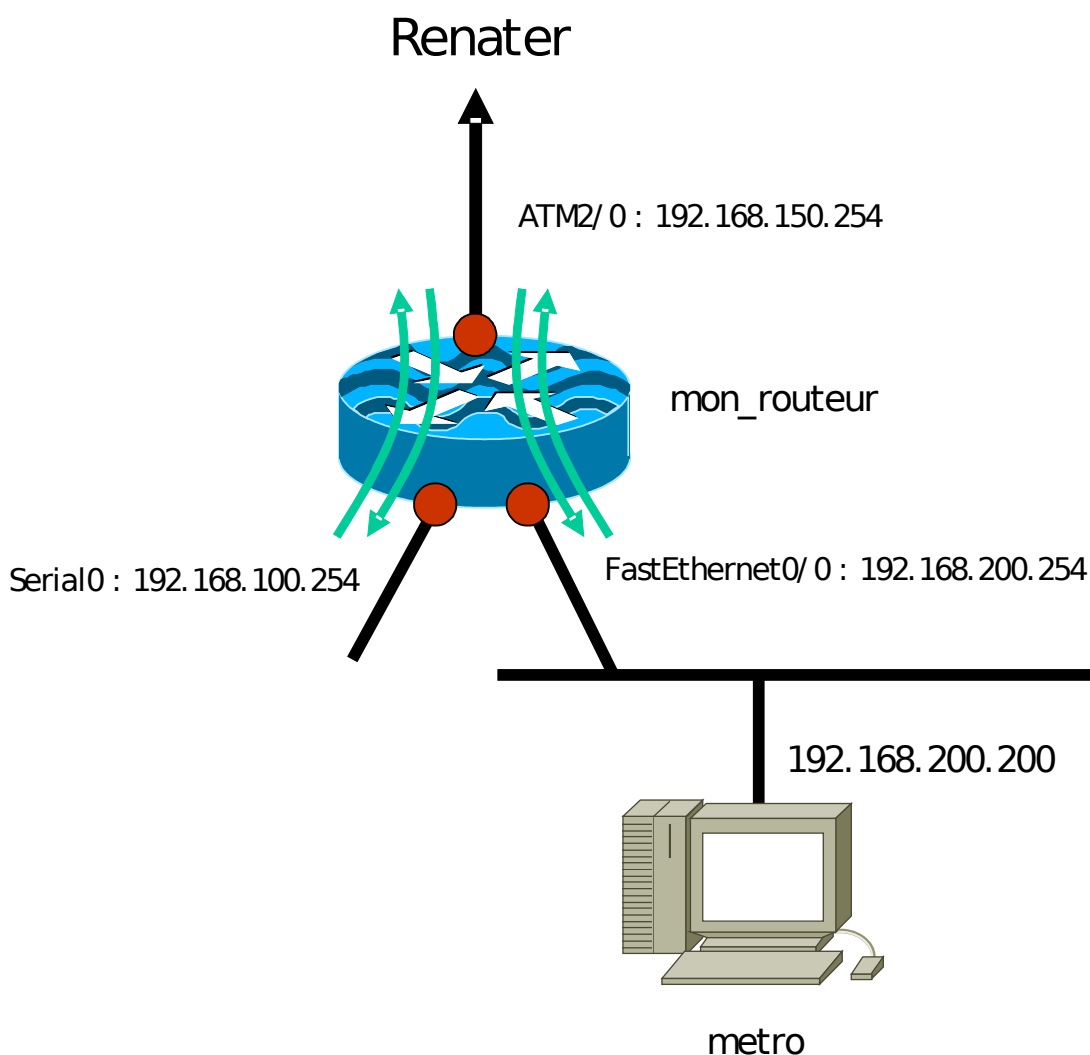 Renater
ATM2/0 : 192.168.150.254
mon_routeur
Serial0 : 192.168.100.254
FastEthernet0/0 : 192.168.200.254
192.168.200.200
metro